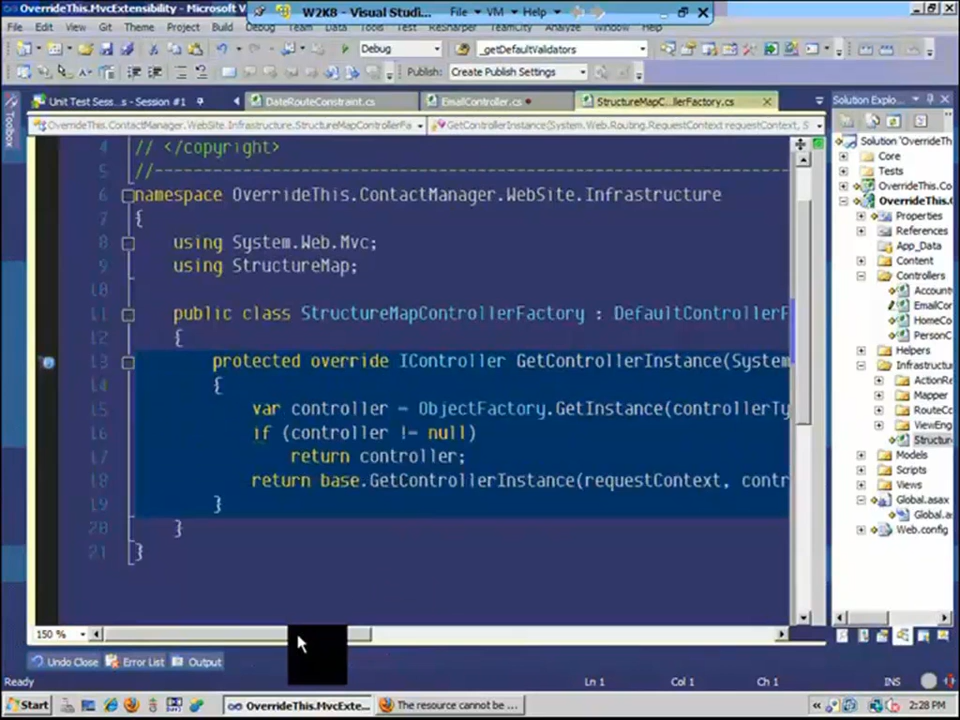 OverrideThis.MvcExtensibility - Microsoft V
W2K8 - Visual Studi...
File
VM
Help
File Edit View Git Theme Project Build Debug Data Tools Test ReSharper TeamCity Analyze Window Help
Debug
_getDefaultValidators
Publish: Create Publish Settings
Toolbox
Unit Test Sess...s - Session #1
DateRouteConstraint.cs
EmailController.cs
StructureMapC...llerFactory.cs
Solution Explo...
OverrideThis.ContactManager.WebSite.Infrastructure.StructureMapControllerFa
GetControllerInstance(System.Web.Routing.RequestContext requestContext, S
4 // </copyright>
5 //-----------------------------------------------------------------
6 namespace OverrideThis.ContactManager.WebSite.Infrastructure
7 {
8 using System.Web.Mvc;
9 using StructureMap;
10
11 public class StructureMapControllerFactory : DefaultControllerF
12 {
13 protected override IController GetControllerInstance(System
14 {
15 var controller = ObjectFactory.GetInstance(controllerTy
16 if (controller != null)
17 return controller;
18 return base.GetControllerInstance(requestContext, contr
19 }
20 }
21 }
Solution 'OverrideTh
Core
Tests
OverrideThis.Co
OverrideThis.C
Properties
References
App_Data
Content
Controllers
Account
EmailCo
HomeCo
PersonC
Helpers
Infrastructu
ActionRe
Mapper
RouteCo
ViewEng
Structur
Models
Scripts
Views
Global.asax
Global.a
Web.config
150 %
Undo Close
Error List
Output
Ready
Ln 1
Col 1
Ch 1
INS
Start
OverrideThis.MvcExte...
The resource cannot be ...
2:28 PM